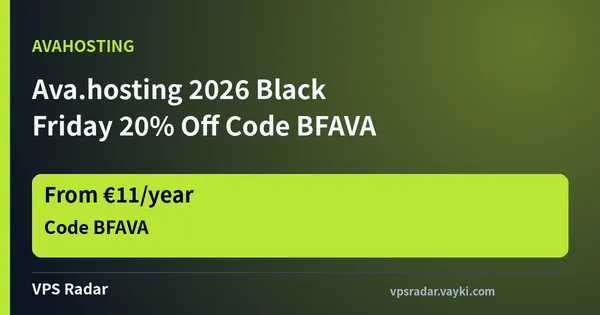 AVAHOSTING
Ava.hosting 2026 Black
Friday 20% Off Code BFAVA
From €11/year
Code BFAVA
VPS Radar
vpsradar.vayki.com